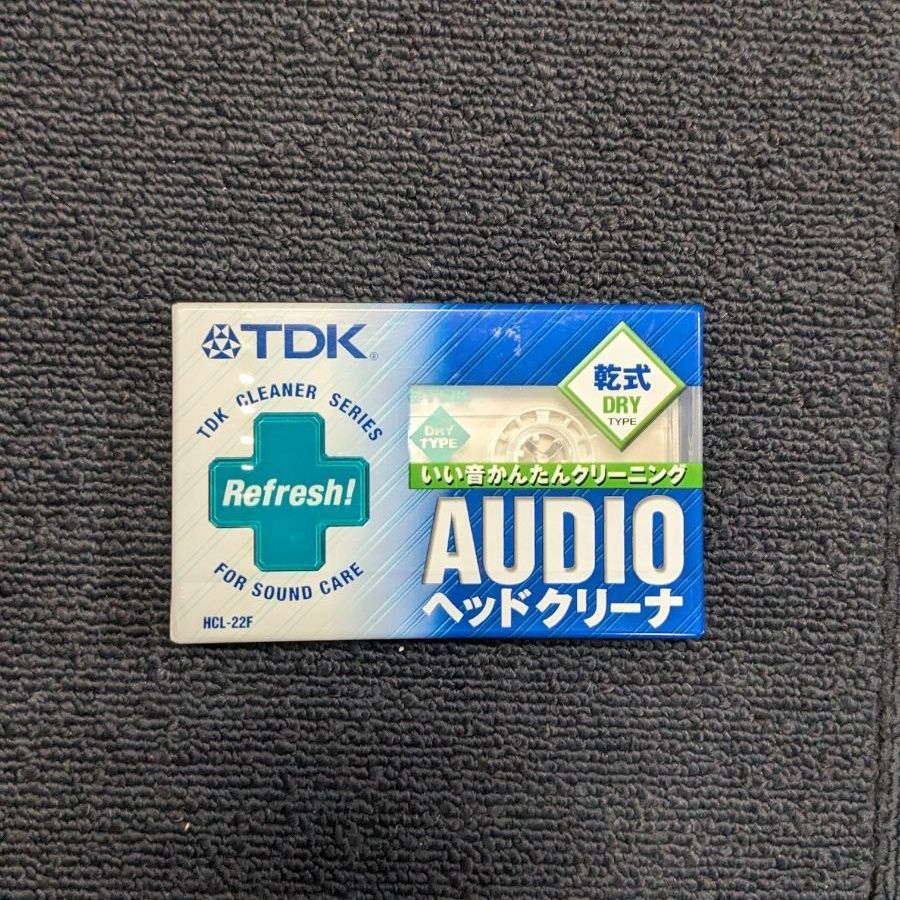 TDK®
TDK CLEANER SERIES
Refresh!
FOR SOUND CARE
HCL-22F
乾式
DRY
TYPE
TDK
DRY
TYPE
いい音かんたんクリーニング
AUDIO
ヘッドクリーナ